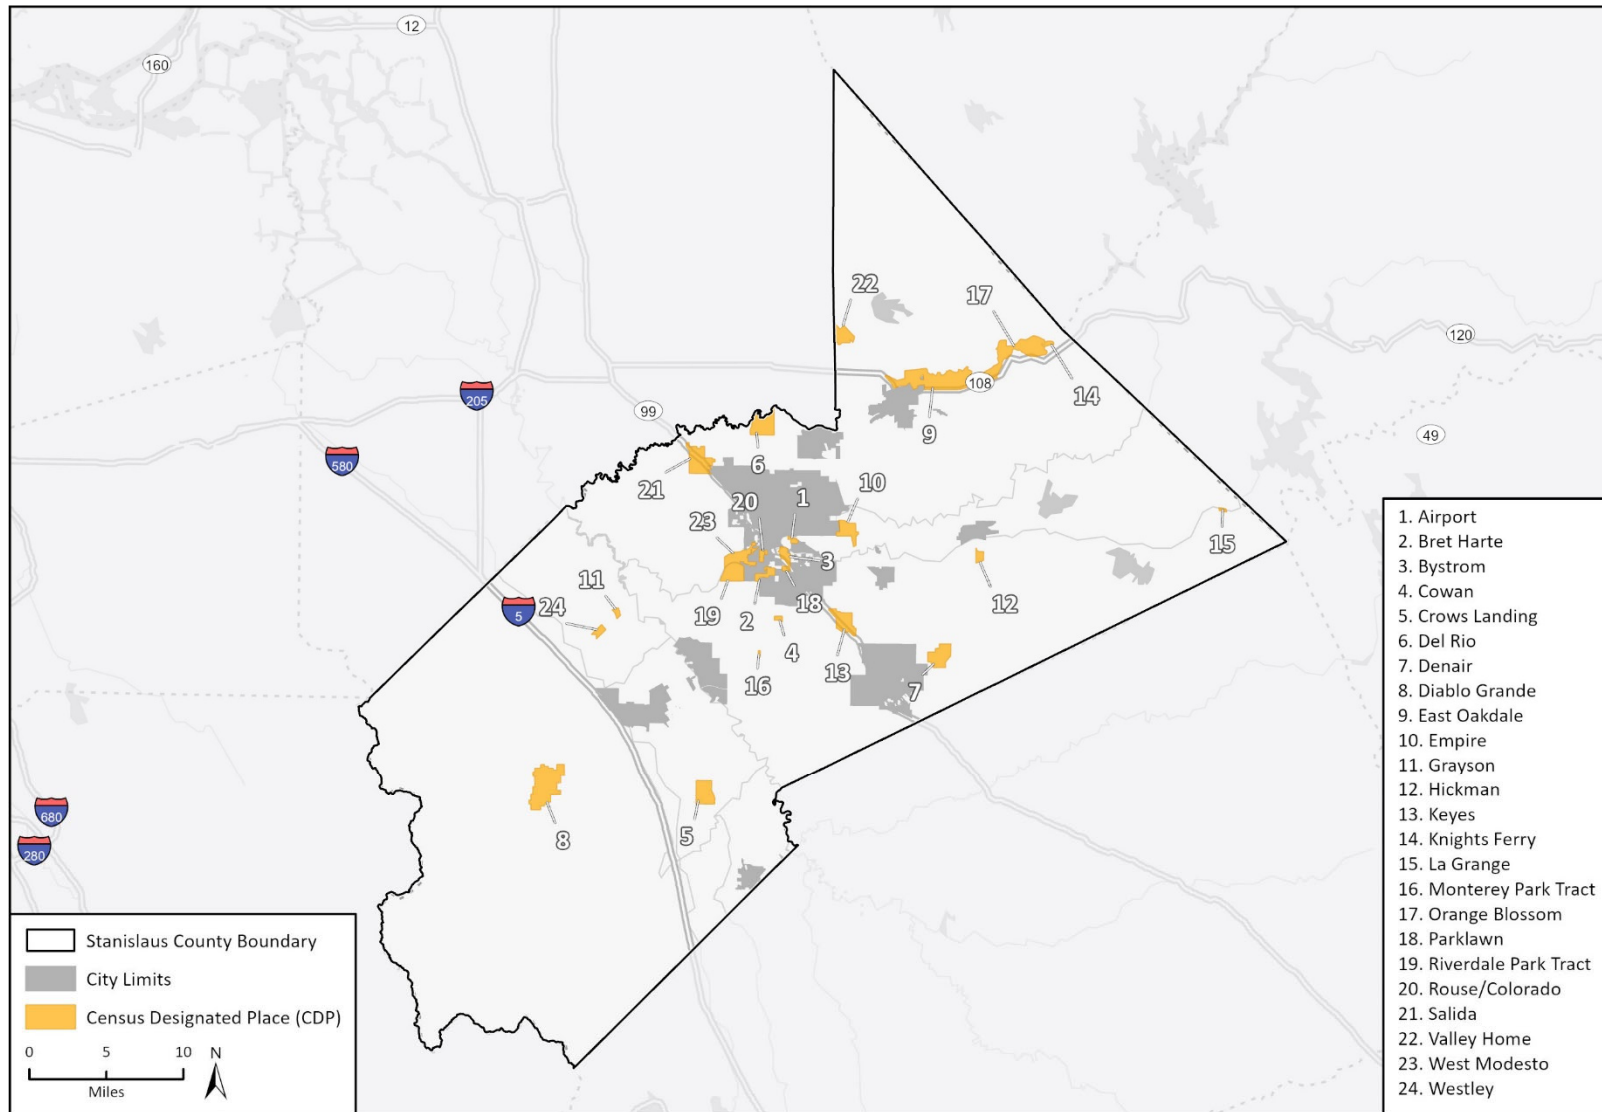 12
160
22
17
120
108
14
205
99
9
49
580
6
21
20
1
10
23
3
15
11
5
24
19
2
18
12
4
16
13
7
680
280
8
5
1. Airport
2. Bret Harte
3. Bystrom
4. Cowan
5. Crows Landing
6. Del Rio
7. Denair
8. Diablo Grande
9. East Oakdale
10. Empire
11. Grayson
12. Hickman
13. Keyes
14. Knights Ferry
15. La Grange
16. Monterey Park Tract
17. Orange Blossom
18. Parklawn
19. Riverdale Park Tract
20. Rouse/Colorado
21. Salida
22. Valley Home
23. West Modesto
24. Westley
Stanislaus County Boundary
City Limits
Census Designated Place (CDP)
0 5 10 N
Miles